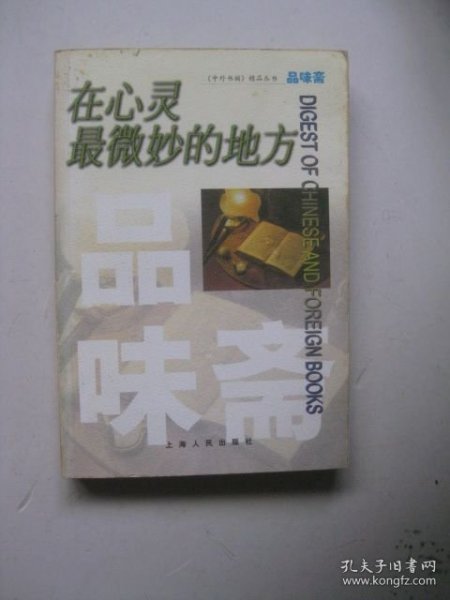 《中外书摘》精品丛书 品味斋
在心灵
最微妙的地方
DIGEST OF CHINESE AND FOREIGN BOOKS
品
味斋
上海人民出版社
孔夫子旧书网
www.kongfz.com